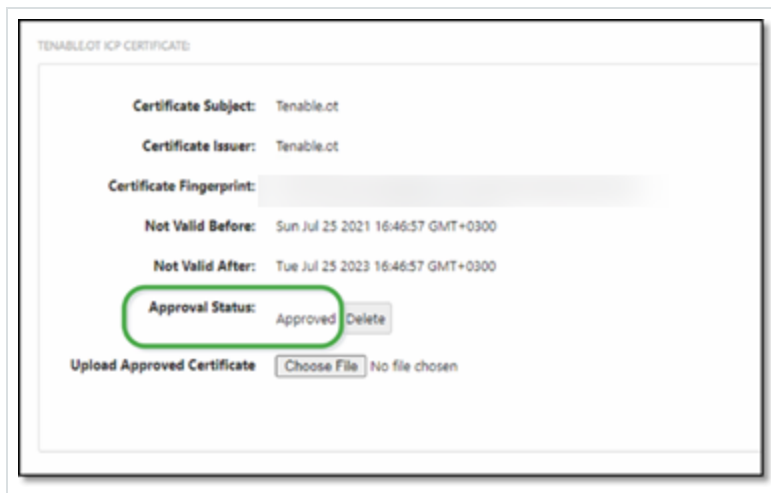 TENABLE.OT ICP CERTIFICATE:
Certificate Subject: Tenable.ot
Certificate Issuer: Tenable.ot
Certificate Fingerprint:
Not Valid Before: Sun Jul 25 2021 16:46:57 GMT+0300
Not Valid After: Tue Jul 25 2023 16:46:57 GMT+0300
Approval Status: Approved Delete
Upload Approved Certificate Choose File No file chosen